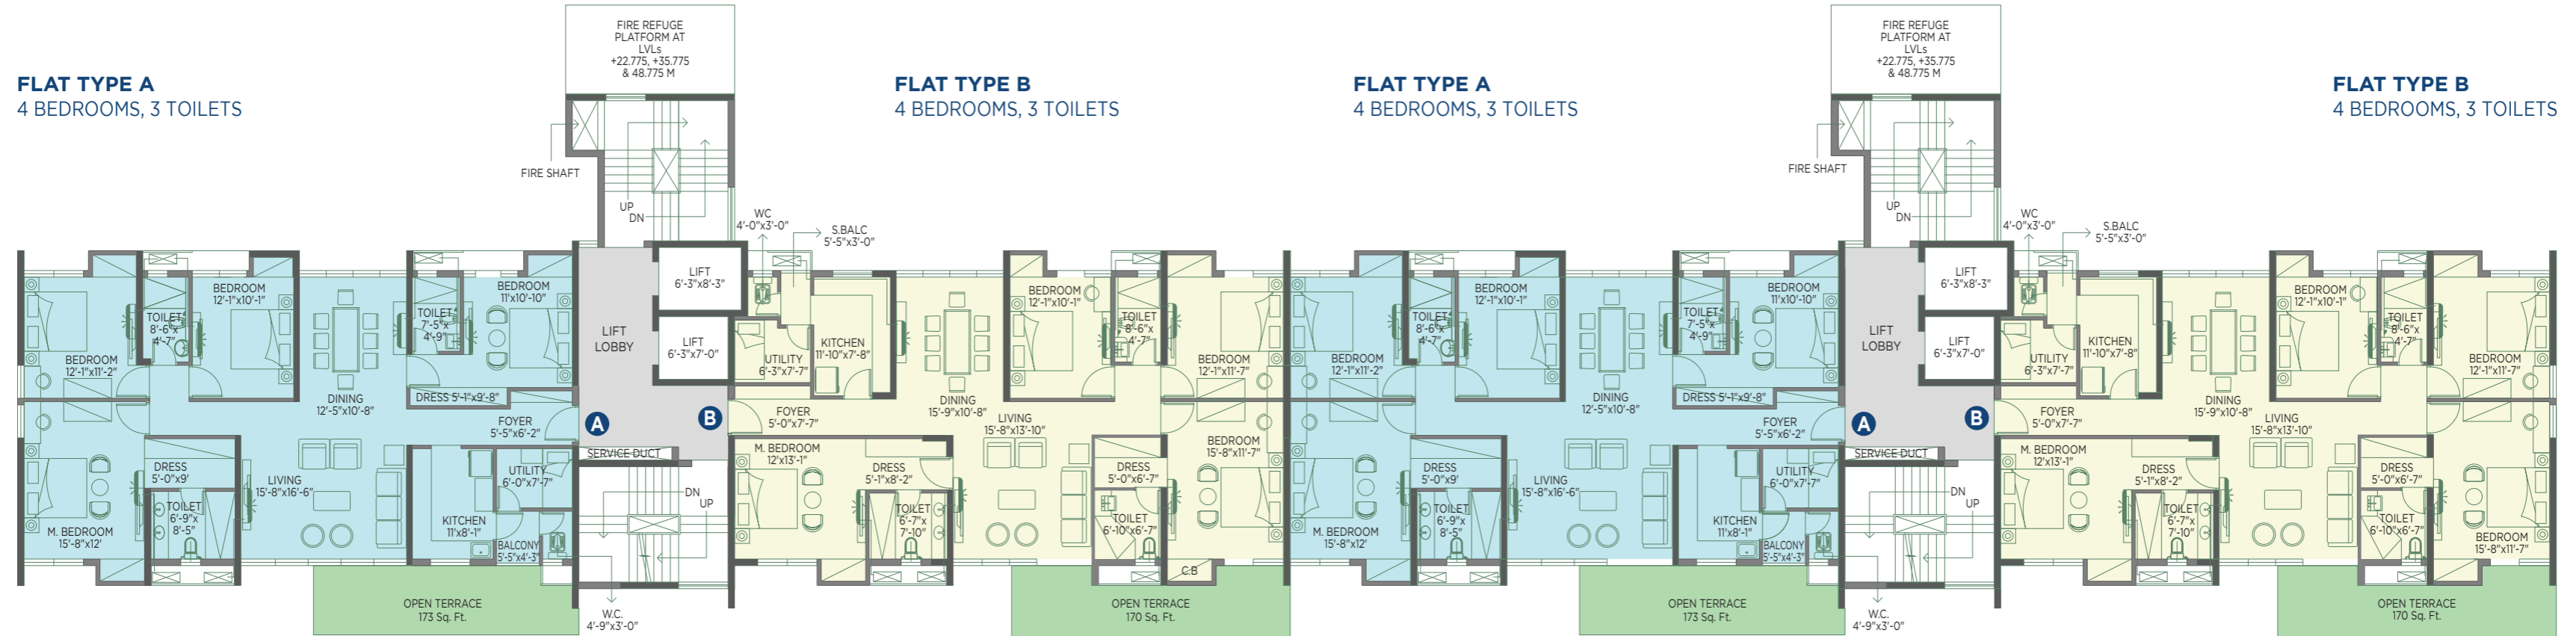 FIRE REFUGE
PLATFORM AT
LVLs
+22.775, +35.775
& 48.775 M
FLAT TYPE A
4 BEDROOMS, 3 TOILETS
FIRE SHAFT
UP
DN
FLAT TYPE B
4 BEDROOMS, 3 TOILETS
WC
4'-0"x3'-0"
S.BALC
5'-5"x3'-0"
BEDROOM
12'-1"x11'-2"
TOILET
8'-6"x
4'-7"
BEDROOM
12'-1"x10'-1"
DINING
12'-5"x10'-8"
TOILET
7'-5"x
4'-9"
BEDROOM
11'x10'-10"
DRESS 5'-1"x9'-8"
FOYER
5'-5"x6'-2"
LIFT
LOBBY
LIFT
6'-3"x8'-3"
LIFT
6'-3"x7'-0"
A
B
SERVICE DUCT
M. BEDROOM
15'-8"x12'
DRESS
5'-0"x9'
TOILET
6'-9"x
8'-5"
LIVING
15'-8"x16'-6"
KITCHEN
11'x8'-1"
UTILITY
6'-0"x7'-7"
BALCONY
5'-5"x4'-3"
DN
UP
W.C.
4'-9"x3'-0"
OPEN TERRACE
173 Sq. Ft.
UTILITY
6'-3"x7'-7"
KITCHEN
11'-10"x7'-8"
FOYER
5'-0"x7'-7"
DINING
15'-9"x10'-8"
LIVING
15'-8"x13'-10"
BEDROOM
12'-1"x10'-1"
TOILET
8'-6"x
4'-7"
BEDROOM
12'-1"x11'-7"
M. BEDROOM
12'x13'-1"
DRESS
5'-1"x8'-2"
TOILET
6'-7"x
7'-10"
DRESS
5'-0"x6'-7"
TOILET
6'-10"x6'-7"
BEDROOM
15'-8"x11'-7"
C.B
OPEN TERRACE
170 Sq. Ft.
FIRE REFUGE
PLATFORM AT
LVLs
+22.775, +35.775
& 48.775 M
FLAT TYPE A
4 BEDROOMS, 3 TOILETS
FIRE SHAFT
UP
DN
FLAT TYPE B
4 BEDROOMS, 3 TOILETS
WC
4'-0"x3'-0"
S.BALC
5'-5"x3'-0"
BEDROOM
12'-1"x11'-2"
TOILET
8'-6"x
4'-7"
BEDROOM
12'-1"x10'-1"
DINING
12'-5"x10'-8"
TOILET
7'-5"x
4'-9"
BEDROOM
11'x10'-10"
DRESS 5'-1"x9'-8"
FOYER
5'-5"x6'-2"
LIFT
LOBBY
LIFT
6'-3"x8'-3"
LIFT
6'-3"x7'-0"
A
B
SERVICE DUCT
M. BEDROOM
15'-8"x12'
DRESS
5'-0"x9'
TOILET
6'-9"x
8'-5"
LIVING
15'-8"x16'-6"
KITCHEN
11'x8'-1"
UTILITY
6'-0"x7'-7"
BALCONY
5'-5"x4'-3"
DN
UP
W.C.
4'-9"x3'-0"
OPEN TERRACE
173 Sq. Ft.
UTILITY
6'-3"x7'-7"
KITCHEN
11'-10"x7'-8"
FOYER
5'-0"x7'-7"
DINING
15'-9"x10'-8"
LIVING
15'-8"x13'-10"
BEDROOM
12'-1"x10'-1"
TOILET
8'-6"x
4'-7"
BEDROOM
12'-1"x11'-7"
M. BEDROOM
12'x13'-1"
DRESS
5'-1"x8'-2"
TOILET
6'-7"x
7'-10"
DRESS
5'-0"x6'-7"
TOILET
6'-10"x6'-7"
BEDROOM
15'-8"x11'-7"
OPEN TERRACE
170 Sq. Ft.